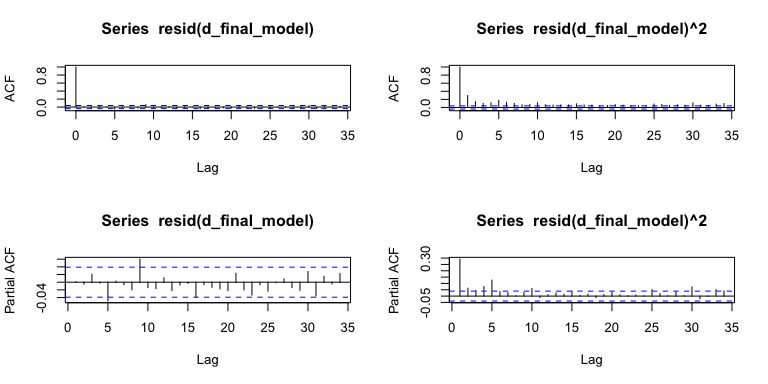 Series resid(d_final_model)
ACF
0.0 0.8
0 5 10 15 20 25 30 35
Lag
Series resid(d_final_model)^2
ACF
0.0 0.8
0 5 10 15 20 25 30 35
Lag
Series resid(d_final_model)
Partial ACF
-0.04
0 5 10 15 20 25 30 35
Lag
Series resid(d_final_model)^2
Partial ACF
-0.05 0.30
0 5 10 15 20 25 30 35
Lag